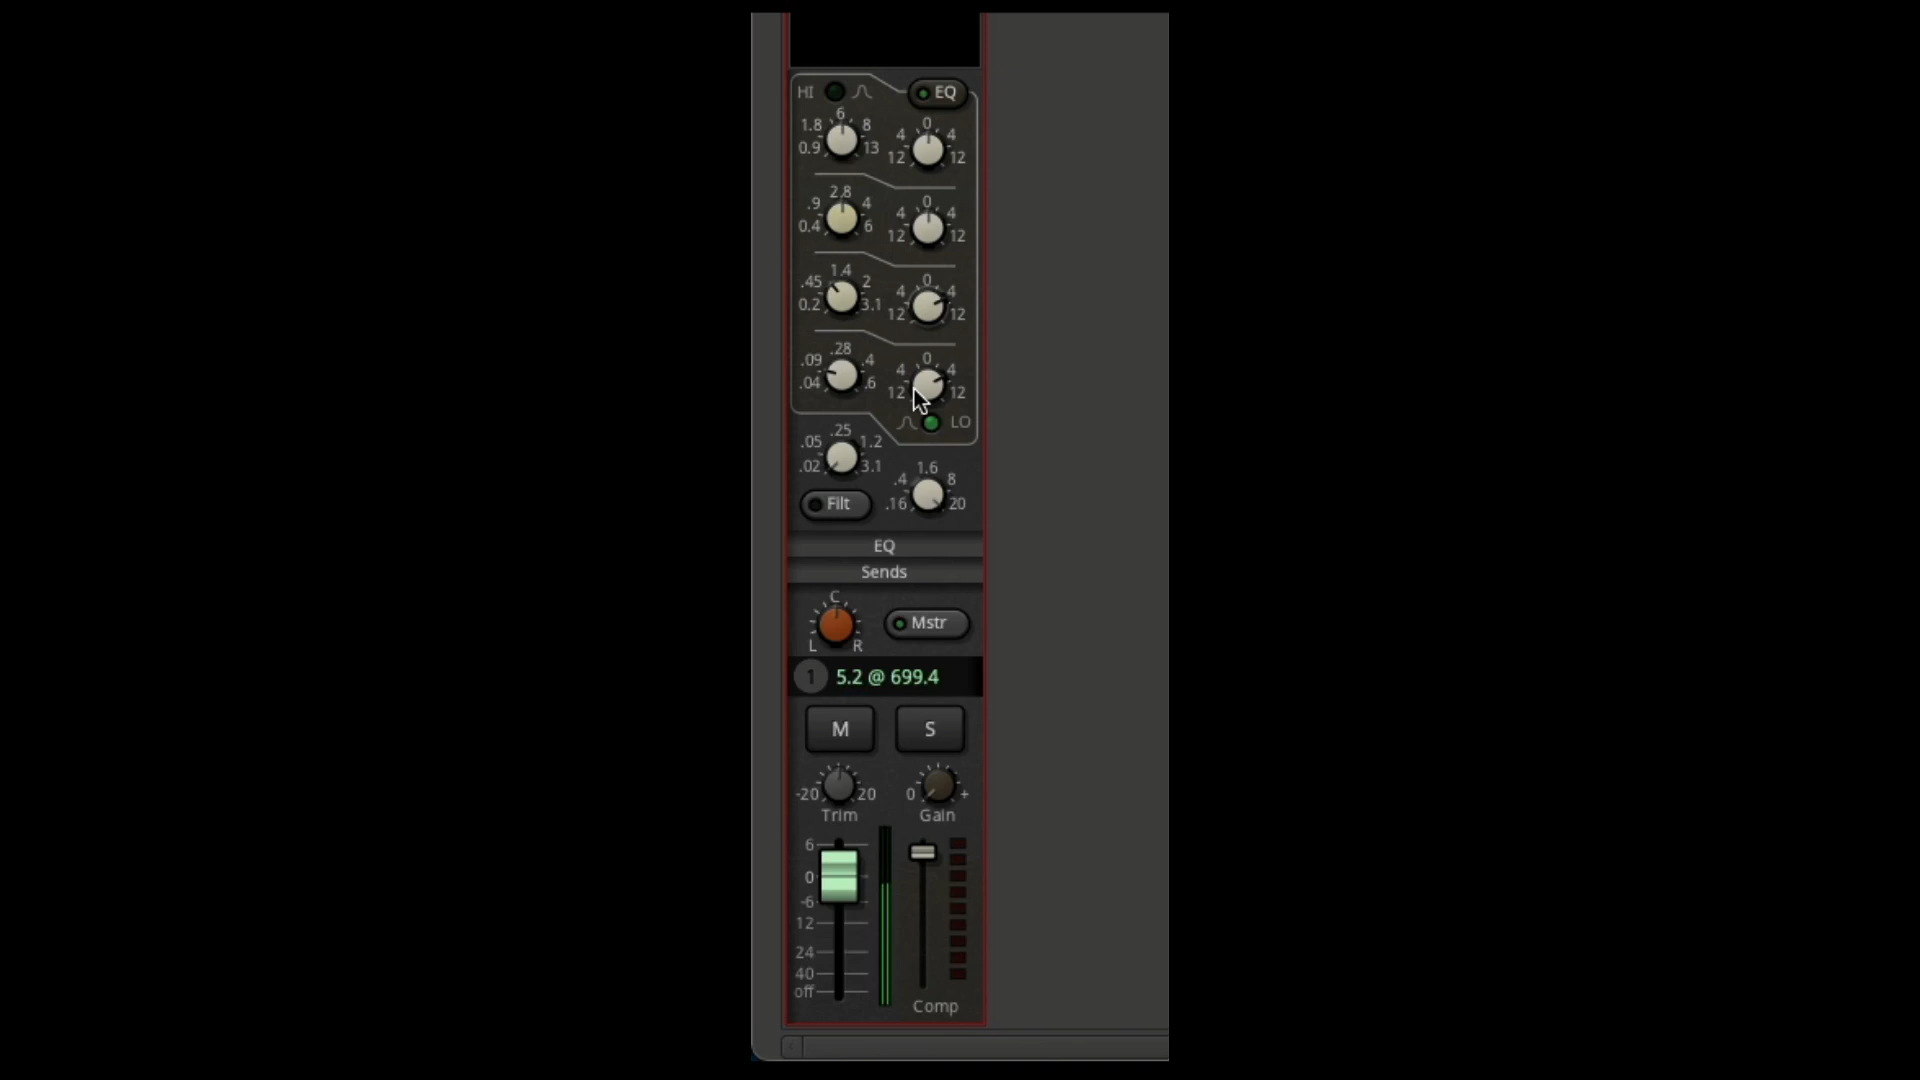 HI EQ
6
1.8 8 0
0.9 13 4 4
12 12
2.8
.9 4 0
0.4 6 4 4
12 12
1.4
.45 2 0
0.2 3.1 4 4
12 12
.28
.09 .4 0
.04 .6 4 4
12 12
LO
.25
.05 1.2
.02 3.1 1.6
.4 8
Filt .16 20
EQ
Sends
C
Mstr
L R
1 5.2 @ 699.4
M S
-20 20 0 +
Trim Gain
6
0
-6
12
24
40
off
Comp